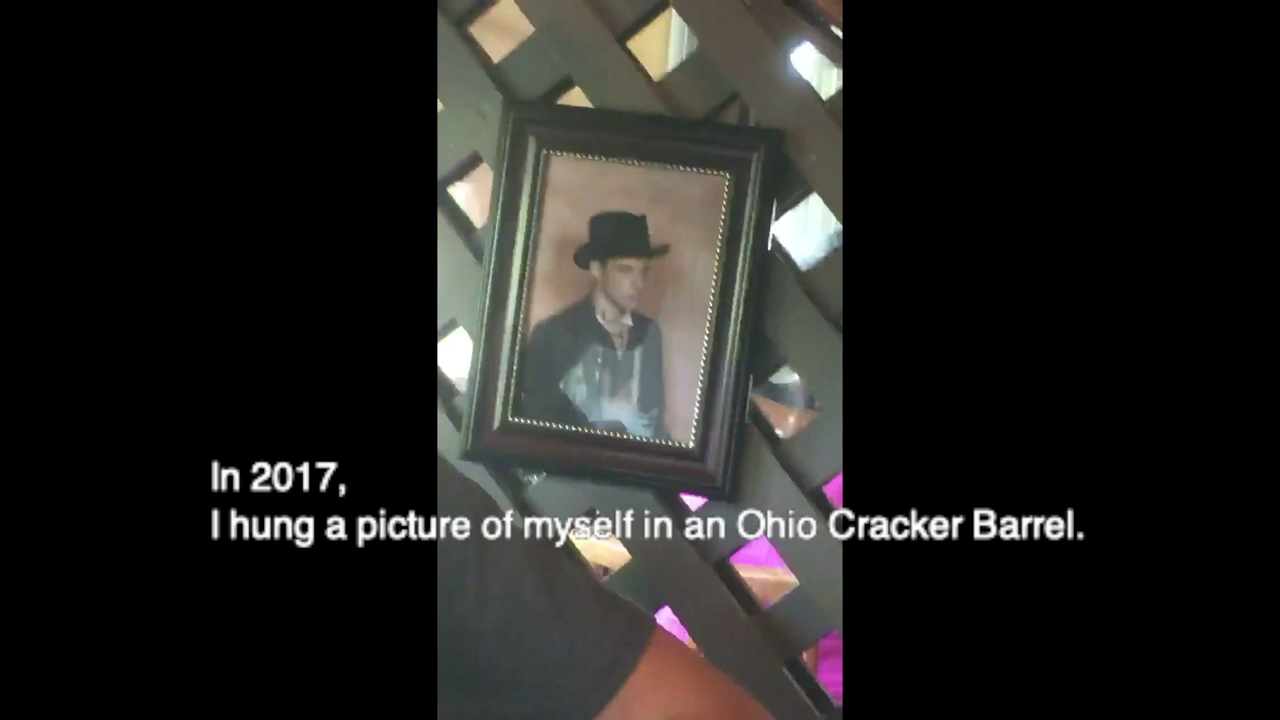 In 2017,
I hung a picture of myself in an Ohio Cracker Barrel.